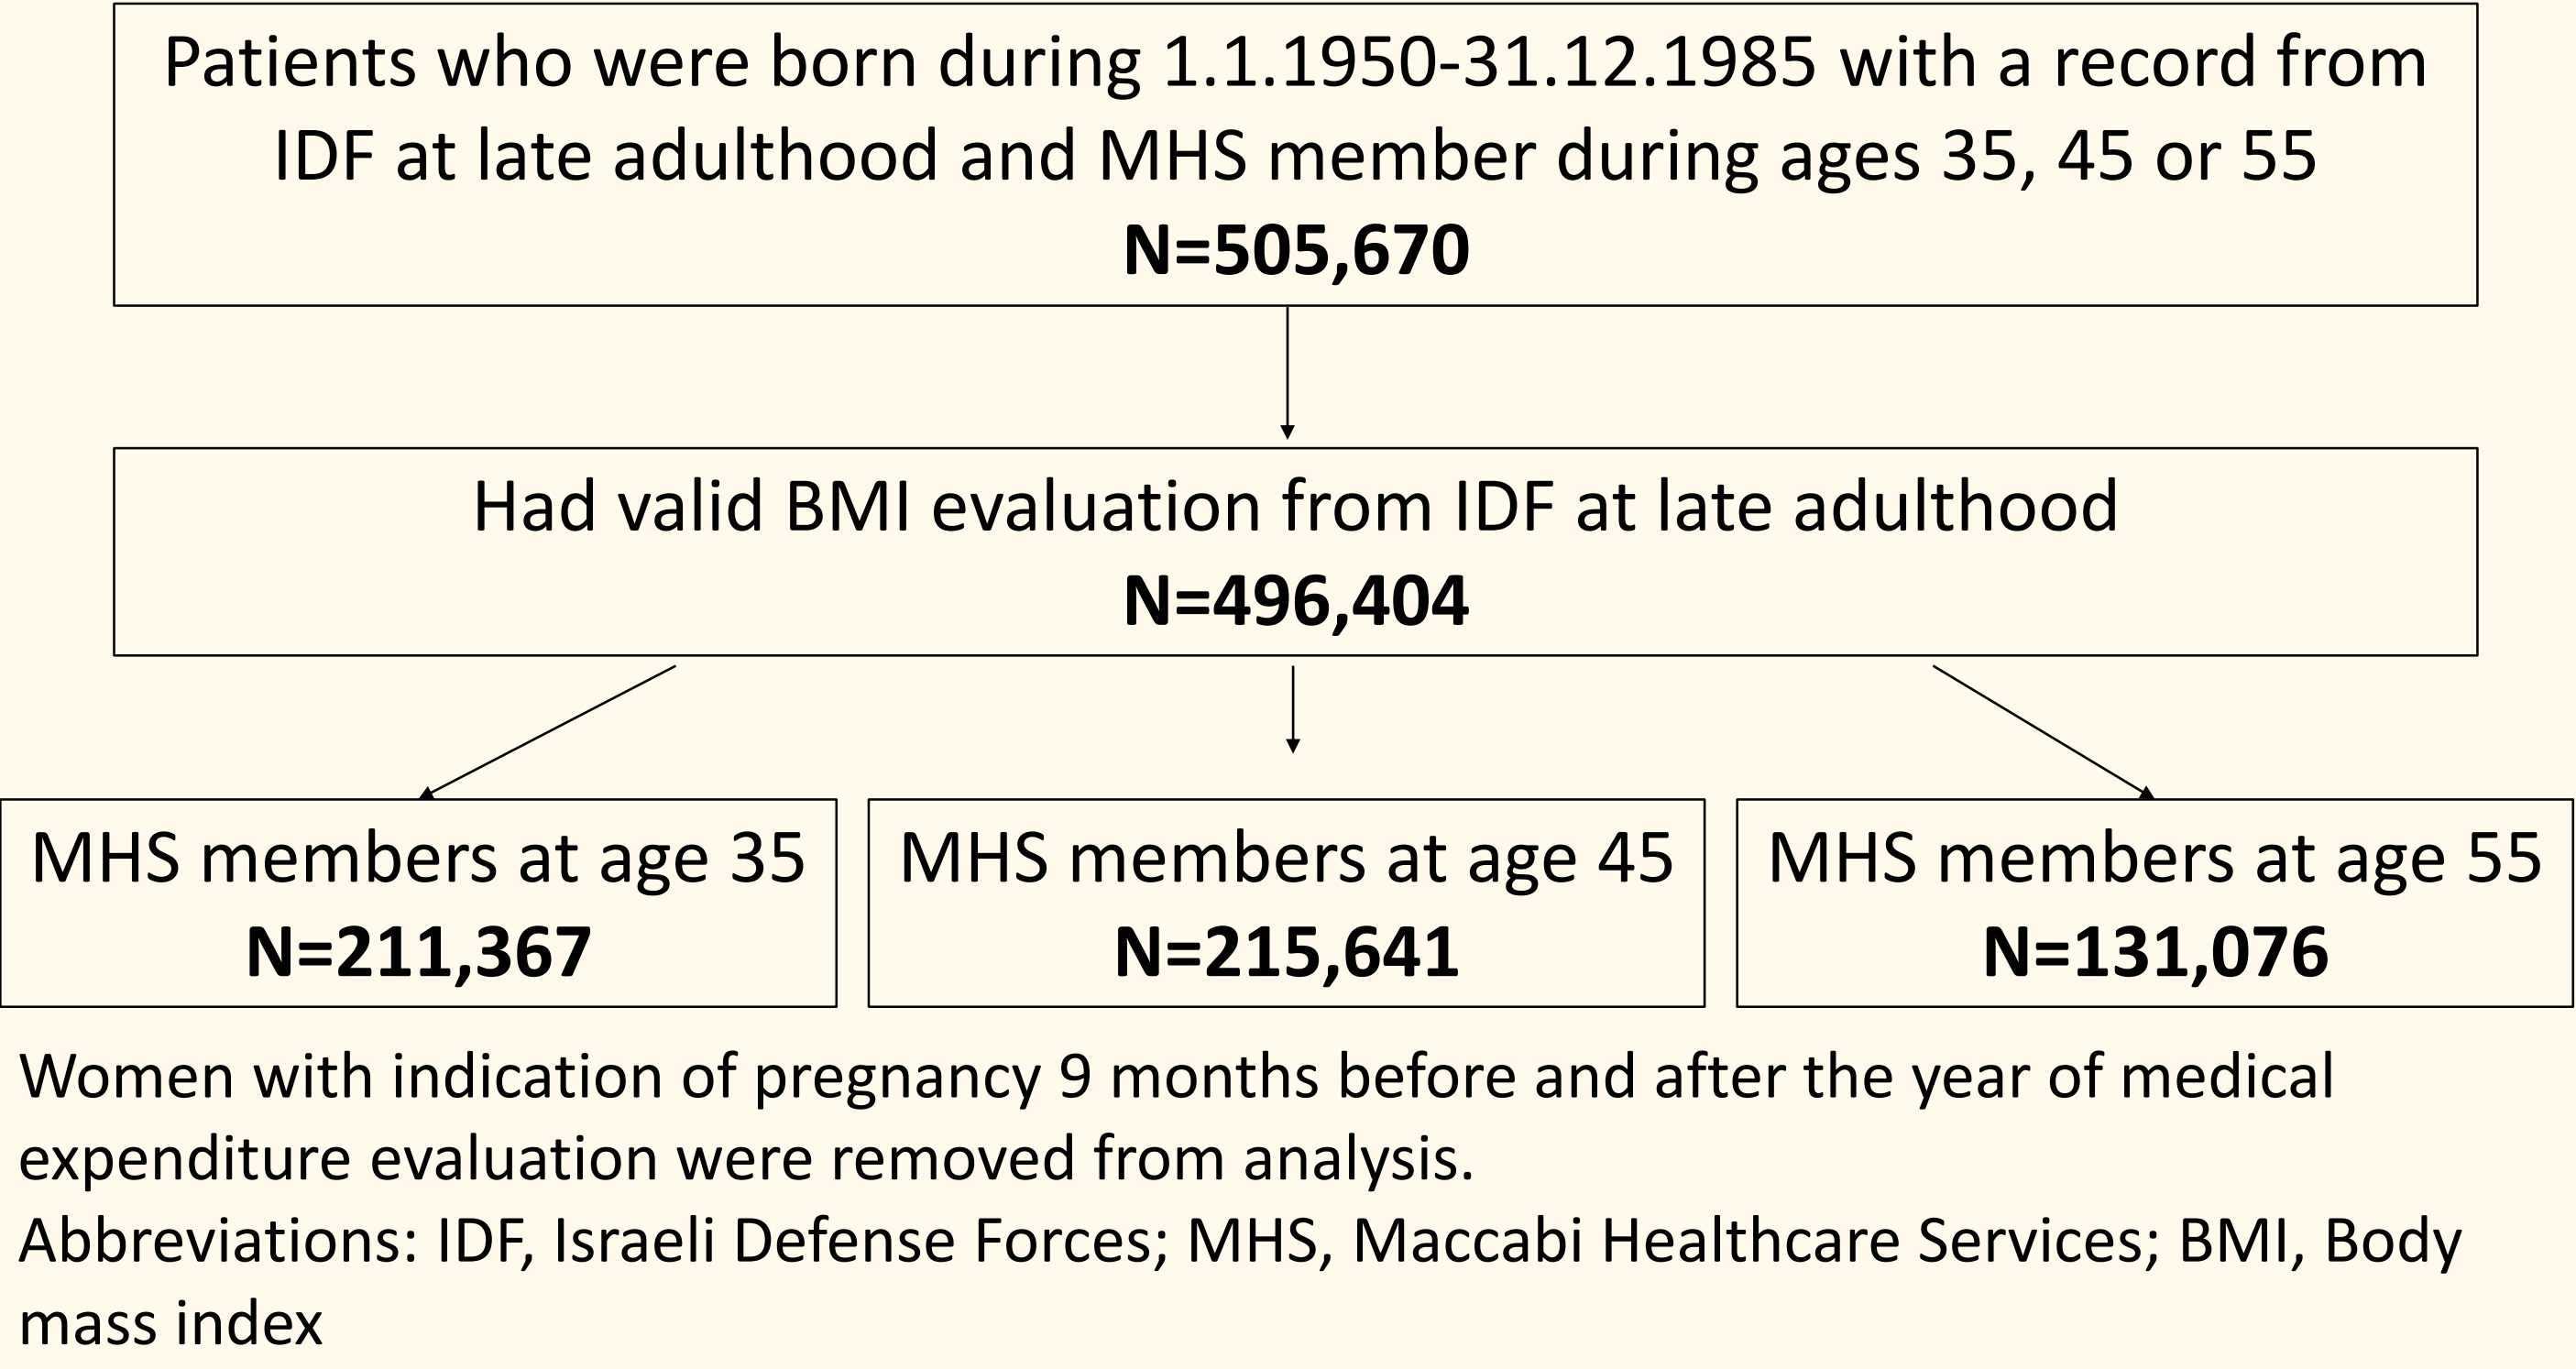 Patients who were born during 1.1.1950-31.12.1985 with a record from
IDF at late adulthood and MHS member during ages 35, 45 or 55
N=505,670
Had valid BMI evaluation from IDF at late adulthood
N=496,404
MHS members at age 35
N=211,367
MHS members at age 45
N=215,641
MHS members at age 55
N=131,076
Women with indication of pregnancy 9 months before and after the year of medical
expenditure evaluation were removed from analysis.
Abbreviations: IDF, Israeli Defense Forces; MHS, Maccabi Healthcare Services; BMI, Body
mass index